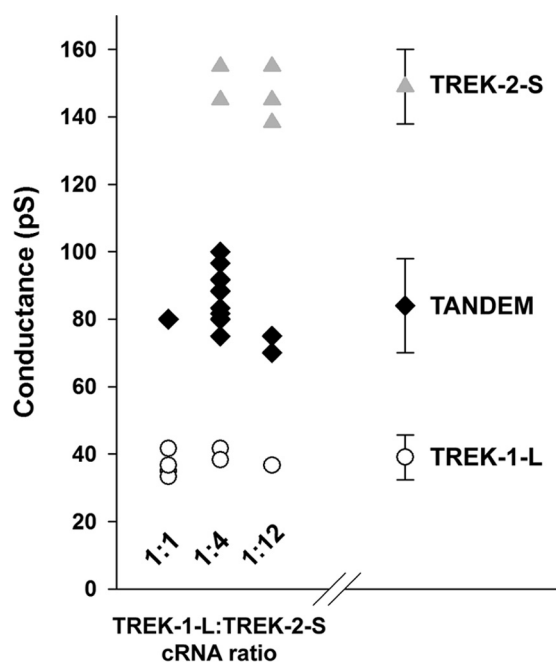 160
140
120
100
80
60
40
20
0
Conductance (pS)
1:1
1:4
1:12
TREK-1-L:TREK-2-S
cRNA ratio
TREK-2-S
TANDEM
TREK-1-L